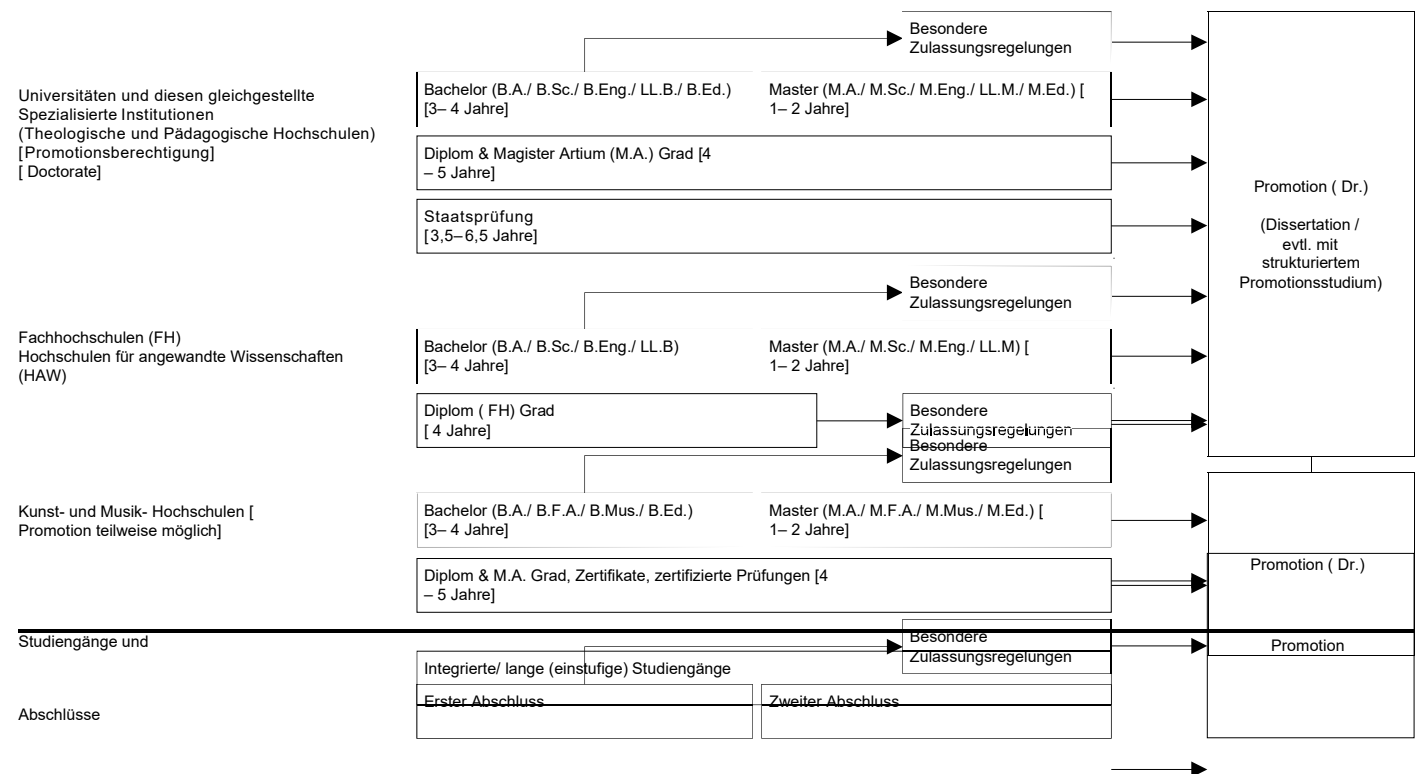 Besondere
Zulassungsregelungen
Universitäten und diesen gleichgestellte
Spezialisierte Institutionen
(Theologische und Pädagogische Hochschulen)
[Promotionsberechtigung]
[ Doctorate]
Bachelor (B.A./ B.Sc./ B.Eng./ LL.B./ B.Ed.)
[3– 4 Jahre]
Master (M.A./ M.Sc./ M.Eng./ LL.M./ M.Ed.) [
1– 2 Jahre]
Diplom & Magister Artium (M.A.) Grad [4
– 5 Jahre]
Staatsprüfung
[3,5–6,5 Jahre]
Promotion ( Dr.)
(Dissertation /
evtl. mit
strukturiertem
Promotionsstudium)
Besondere
Zulassungsregelungen
Fachhochschulen (FH)
Hochschulen für angewandte Wissenschaften
(HAW)
Bachelor (B.A./ B.Sc./ B.Eng./ LL.B)
[3– 4 Jahre]
Master (M.A./ M.Sc./ M.Eng./ LL.M) [
1– 2 Jahre]
Diplom ( FH) Grad
[ 4 Jahre]
Besondere
Zulassungsregelungen
Besondere
Zulassungsregelungen
Kunst- und Musik- Hochschulen [
Promotion teilweise möglich]
Bachelor (B.A./ B.F.A./ B.Mus./ B.Ed.)
[3– 4 Jahre]
Master (M.A./ M.F.A./ M.Mus./ M.Ed.) [
1– 2 Jahre]
Diplom & M.A. Grad, Zertifikate, zertifizierte Prüfungen [4
– 5 Jahre]
Promotion ( Dr.)
Studiengänge und
Abschlüsse
Besondere
Zulassungsregelungen
Integrierte/ lange (einstufige) Studiengänge
Erster Abschluss
Zweiter Abschluss
Promotion